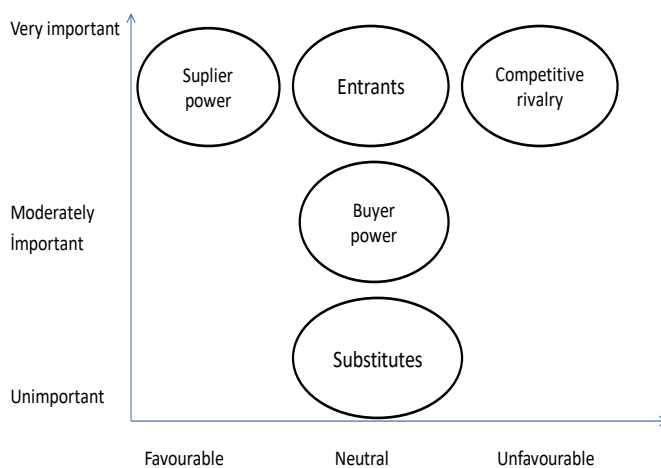 Very important
Suplier
power
Entrants
Competitive
rivalry
Moderately
İmportant
Buyer
power
Substitutes
Unimportant
Favourable
Neutral
Unfavourable